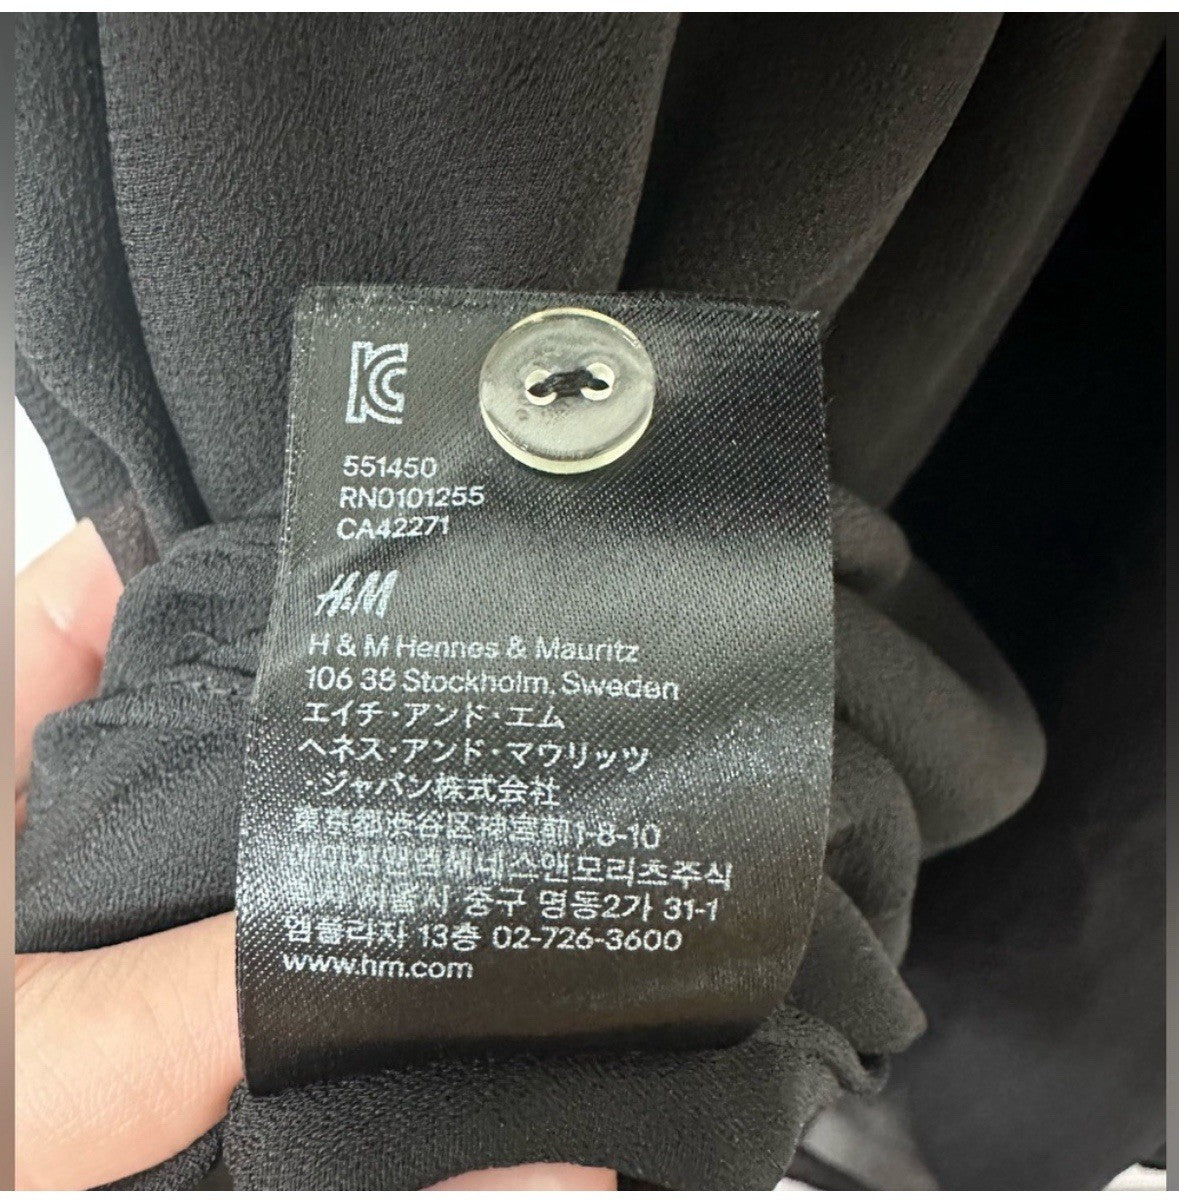 KC
551450
RN0101255
CA42271
H&M
H & M Hennes & Mauritz
106 38 Stockholm, Sweden
エイチ・アンド・エム
ヘネス・アンド・マウリッツ
・ジャパン株式会社
東京都渋谷区神宮前1-8-10
에이치앤엠헤네스앤모리츠주식
회사 서울시 중구 명동2가 31-1
엠플라자 13층 02-726-3600
www.hm.com